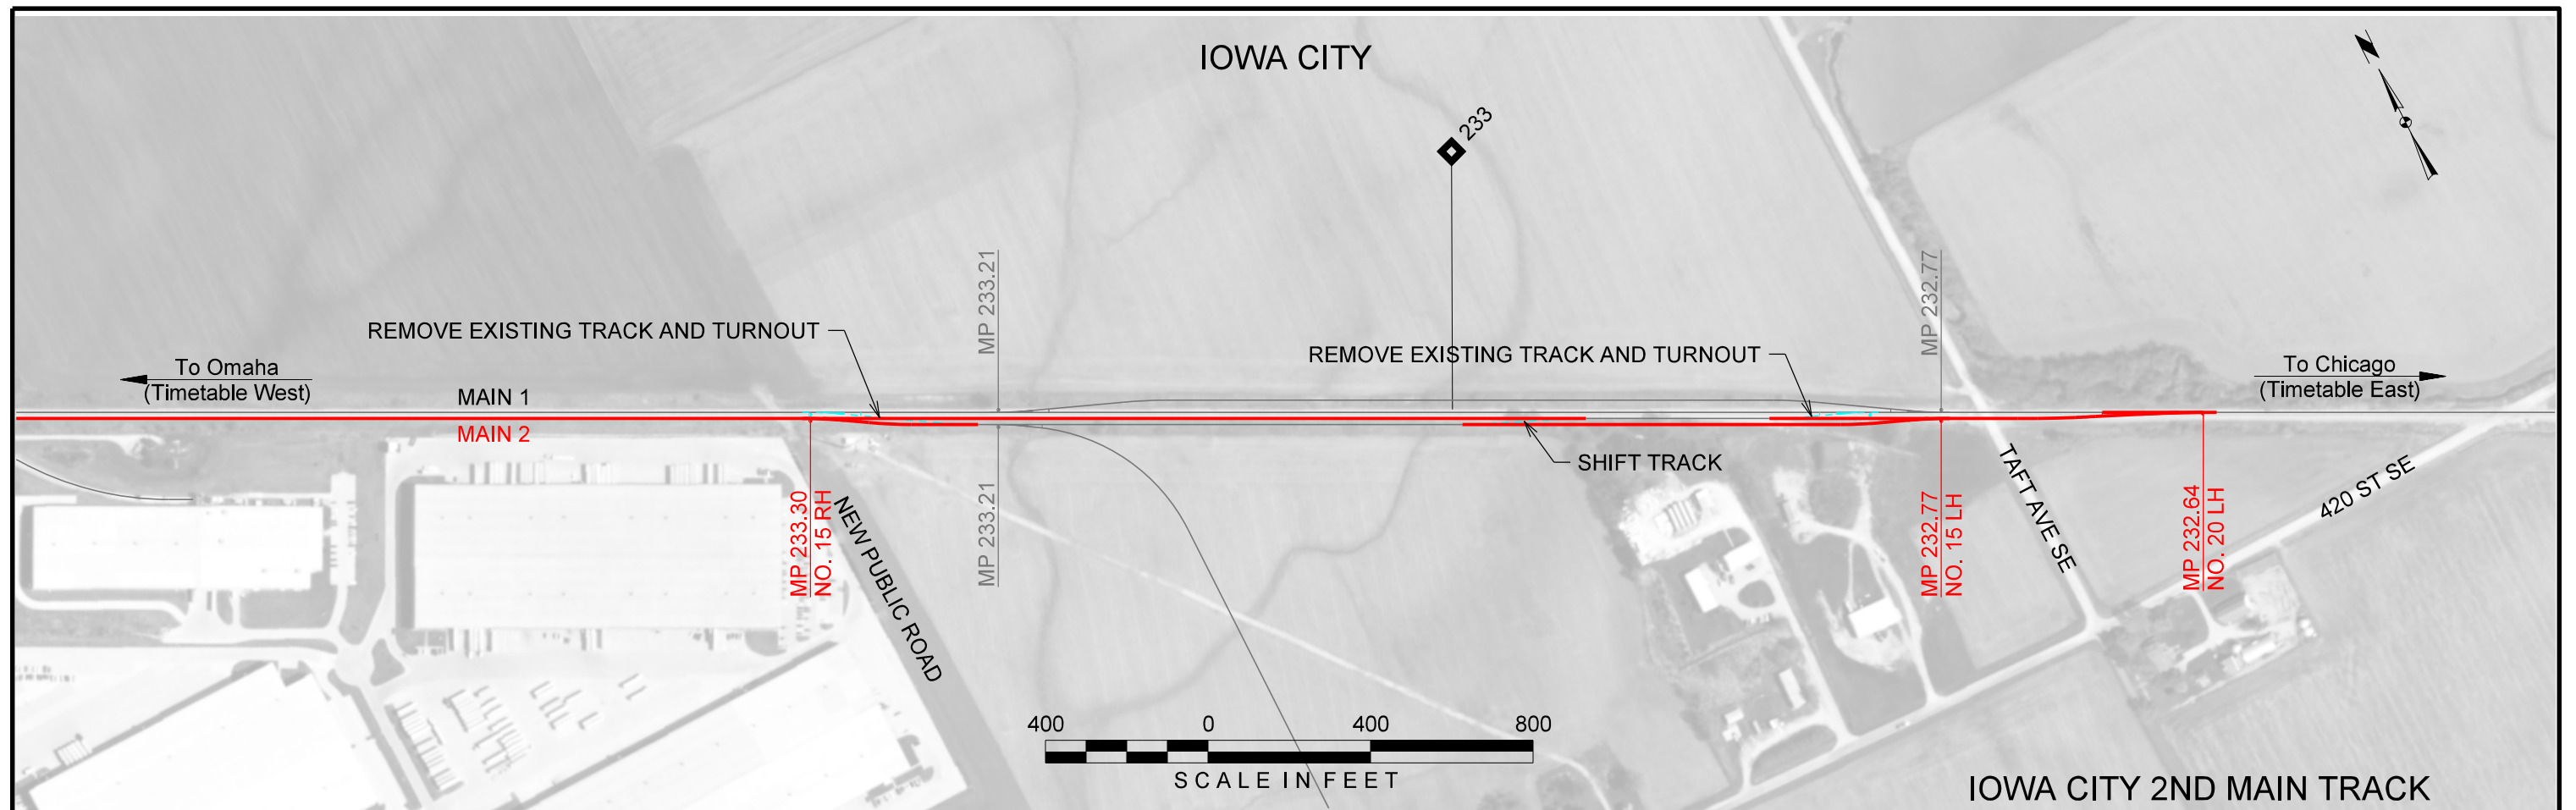 IOWA CITY
N
233
MP 233.21
MP 232.77
REMOVE EXISTING TRACK AND TURNOUT
REMOVE EXISTING TRACK AND TURNOUT
To Omaha
(Timetable West)
To Chicago
(Timetable East)
MAIN 1
MAIN 2
SHIFT TRACK
MP 233.30
NO. 15 RH
NEW PUBLIC ROAD
MP 233.21
MP 232.77
NO. 15 LH
TAFT AVE SE
MP 232.64
NO. 20 LH
420 ST SE
400 0 400 800
SCALE IN FEET
IOWA CITY 2ND MAIN TRACK